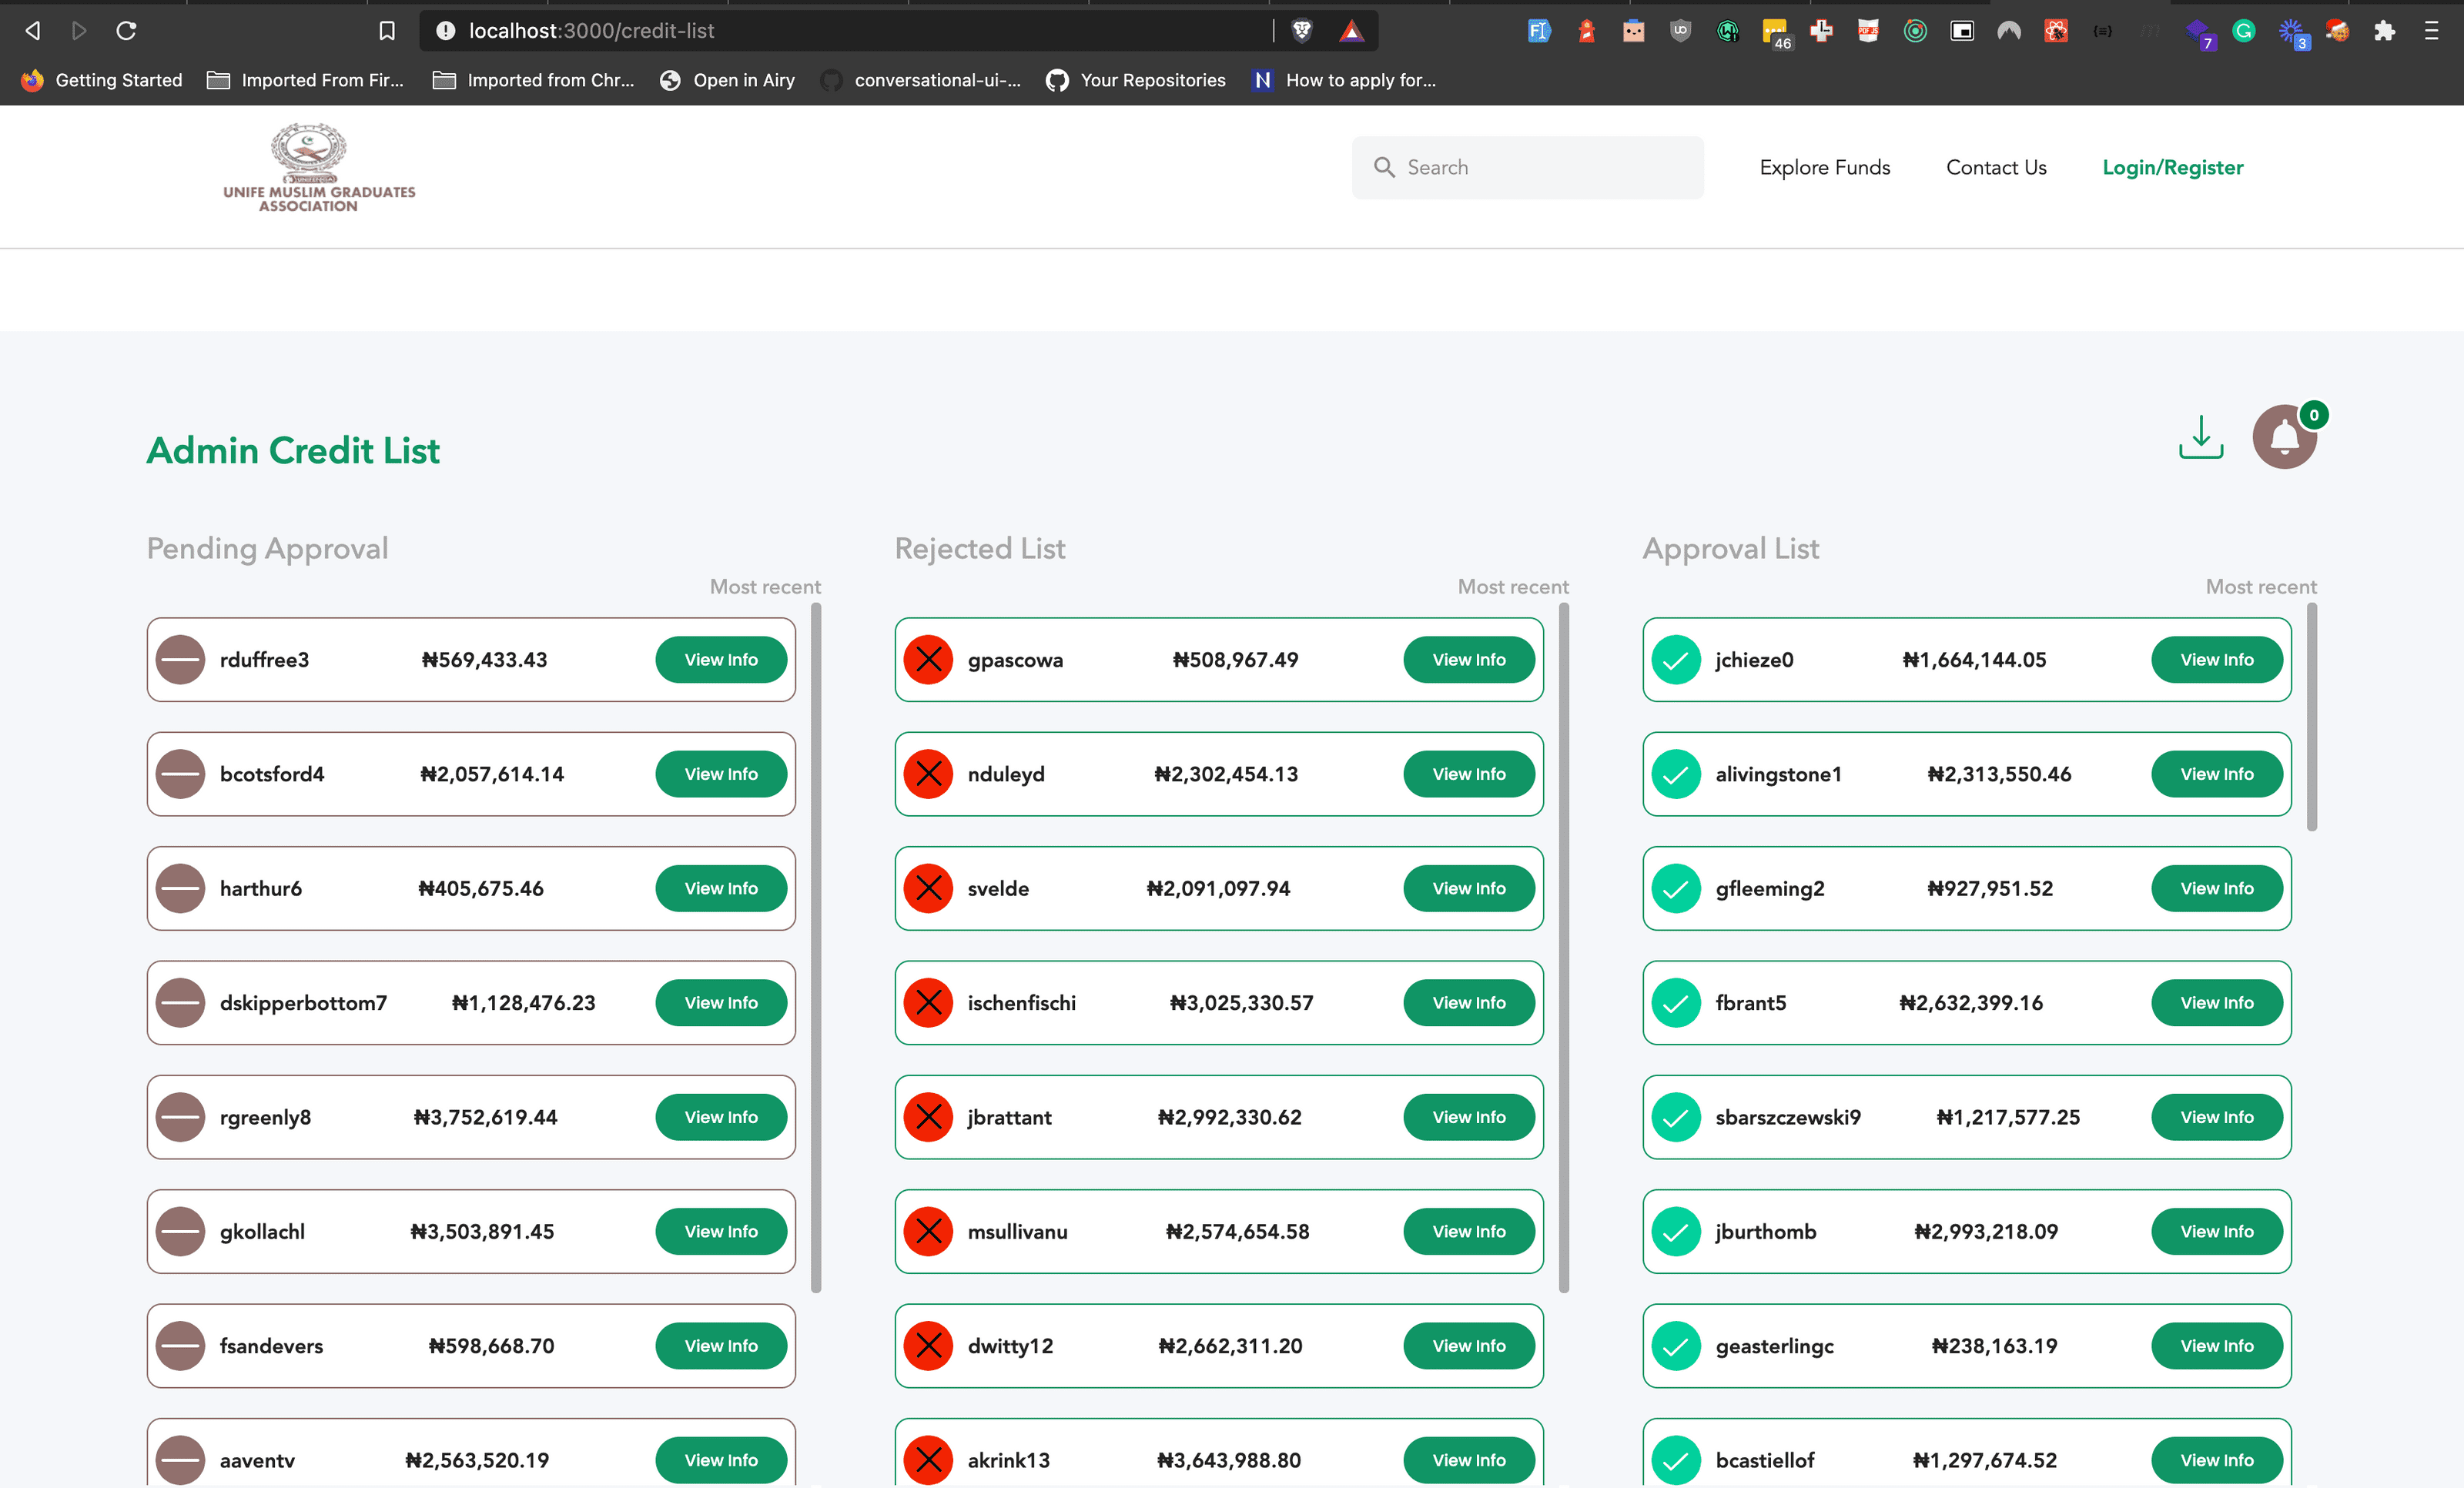 localhost:3000/credit-list
46
7
3
Getting Started
Imported From Fir...
Imported from Chr...
Open in Airy
conversational-ui-...
Your Repositories
N How to apply for...
UNIFE MUSLIM GRADUATES
ASSOCIATION
Search
Explore Funds
Contact Us
Login/Register
Admin Credit List
0
Pending Approval
Most recent
rduffree3 ₦569,433.43 View Info
bcotsford4 ₦2,057,614.14 View Info
harthur6 ₦405,675.46 View Info
dskipperbottom7 ₦1,128,476.23 View Info
rgreenly8 ₦3,752,619.44 View Info
gkollachl ₦3,503,891.45 View Info
fsandevers ₦598,668.70 View Info
aaventv ₦2,563,520.19 View Info
Rejected List
Most recent
gpascowa ₦508,967.49 View Info
nduleyd ₦2,302,454.13 View Info
svelde ₦2,091,097.94 View Info
ischenfischi ₦3,025,330.57 View Info
jbrattant ₦2,992,330.62 View Info
msullivanu ₦2,574,654.58 View Info
dwitty12 ₦2,662,311.20 View Info
akrink13 ₦3,643,988.80 View Info
Approval List
Most recent
jchieze0 ₦1,664,144.05 View Info
alivingstone1 ₦2,313,550.46 View Info
gfleeming2 ₦927,951.52 View Info
fbrant5 ₦2,632,399.16 View Info
sbarszczewski9 ₦1,217,577.25 View Info
jburthomb ₦2,993,218.09 View Info
geasterlingc ₦238,163.19 View Info
bcastiellof ₦1,297,674.52 View Info